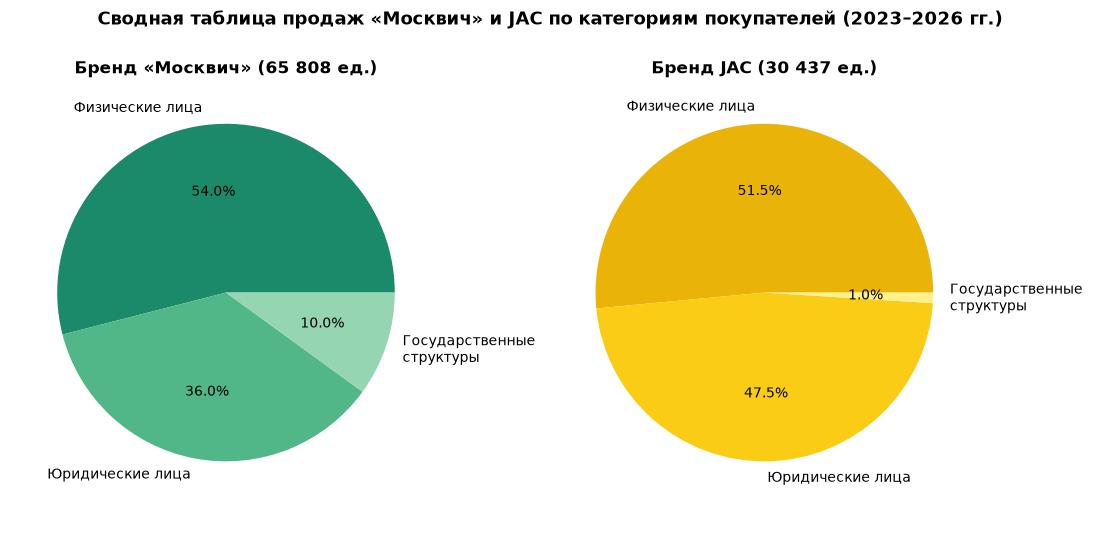 Сводная таблица продаж «Москвич» и JAC по категориям покупателей (2023–2026 гг.)
Бренд «Москвич» (65 808 ед.)
Физические лица
54.0%
10.0%
Государственные
структуры
36.0%
Юридические лица
Бренд JAC (30 437 ед.)
Физические лица
51.5%
1.0%
Государственные
структуры
47.5%
Юридические лица